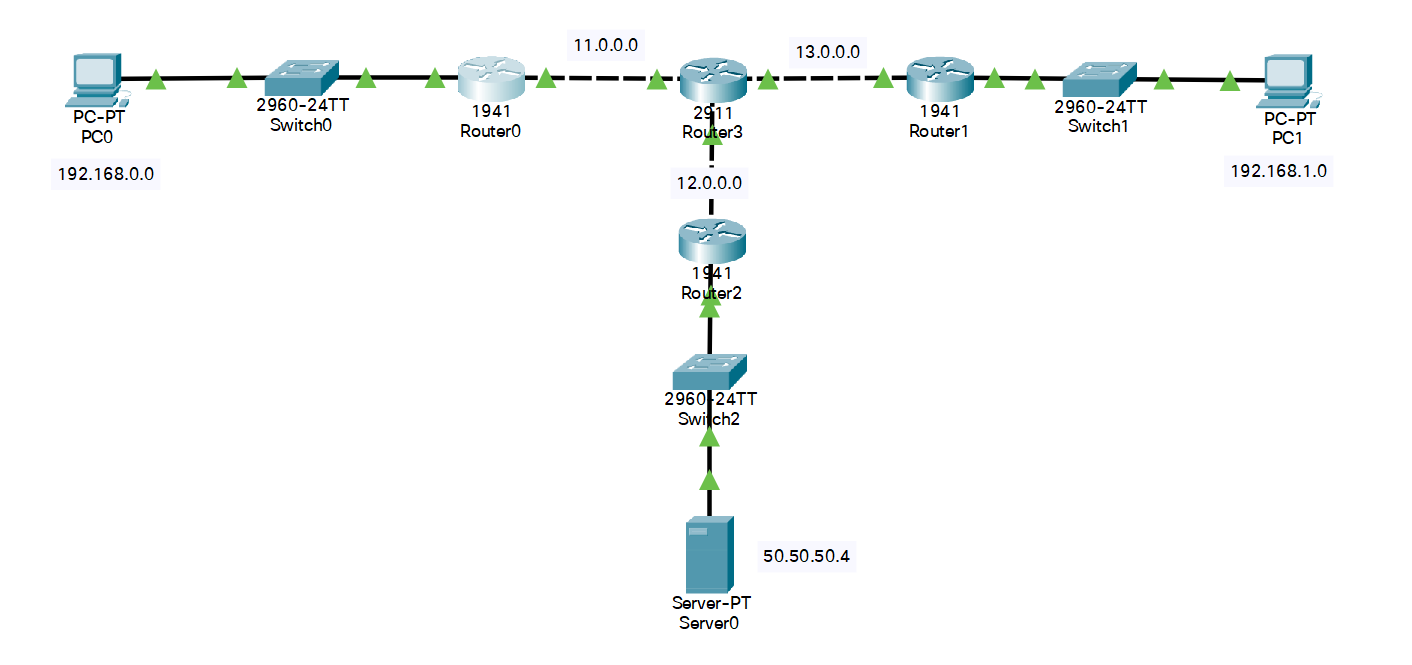 11.0.0.0
13.0.0.0
PC-PT
PC0
2960-24TT
Switch0
1941
Router0
2911
Router3
1941
Router1
2960-24TT
Switch1
PC-PT
PC1
192.168.0.0
12.0.0.0
192.168.1.0
1941
Router2
2960-24TT
Switch2
50.50.50.4
Server-PT
Server0